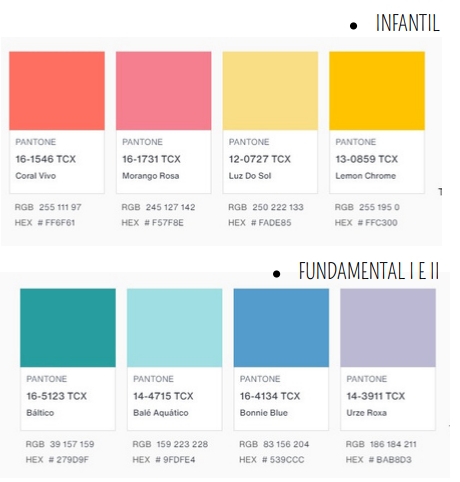 • INFANTIL
PANTONE
16-1546 TCX
Coral Vivo
RGB 255 111 97
HEX # FF6F61
PANTONE
16-1731 TCX
Morango Rosa
RGB 245 127 142
HEX # F57F8E
PANTONE
12-0727 TCX
Luz Do Sol
RGB 250 222 133
HEX # FADE85
PANTONE
13-0859 TCX
Lemon Chrome
RGB 255 195 0
HEX # FFC300
• FUNDAMENTAL I E II
PANTONE
16-5123 TCX
Báltico
RGB 39 157 159
HEX # 279D9F
PANTONE
14-4715 TCX
Balé Aquático
RGB 159 223 228
HEX # 9FDFE4
PANTONE
16-4134 TCX
Bonnie Blue
RGB 83 156 204
HEX # 539CCC
PANTONE
14-3911 TCX
Urze Roxa
RGB 186 184 211
HEX # BAB8D3